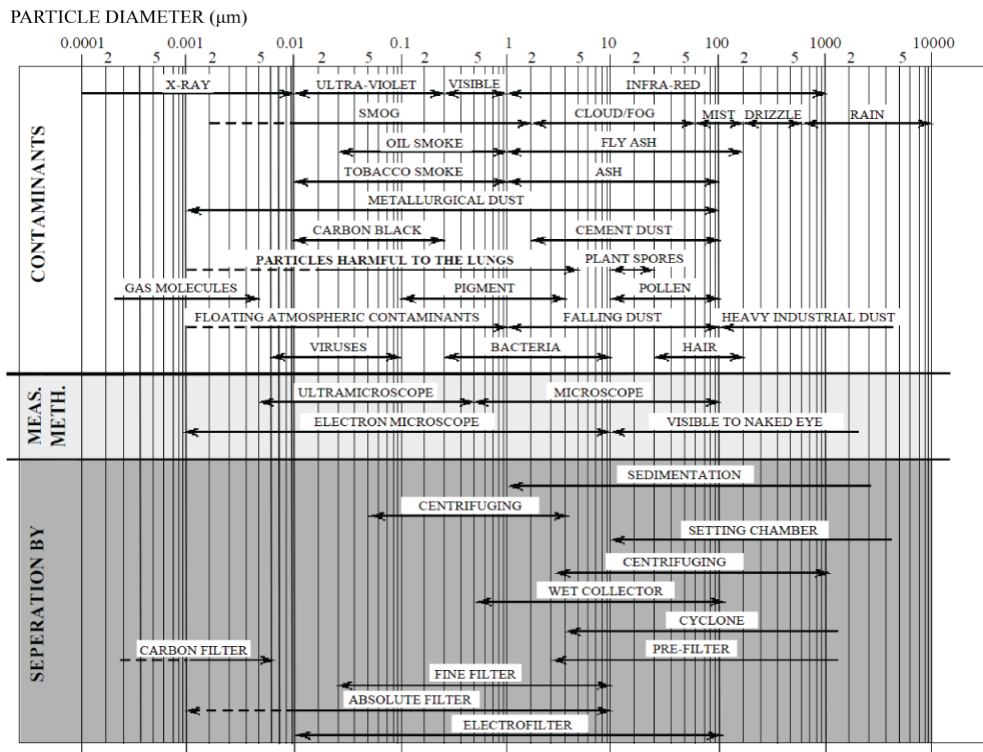 PARTICLE DIAMETER (μm)
0.0001 0.001 0.01 0.1 1 10 100 1000 10000
2 5 2 5 2 5 2 5 2 5 2 5 2 5 2 5
CONTAMINANTS
X-RAY ULTRA-VIOLET VISIBLE INFRA-RED
SMOG CLOUD/FOG MIST DRIZZLE RAIN
OIL SMOKE FLY ASH
TOBACCO SMOKE ASH
METALLURGICAL DUST
CARBON BLACK CEMENT DUST
PARTICLES HARMFUL TO THE LUNGS PLANT SPORES
GAS MOLECULES PIGMENT POLLEN
FLOATING ATMOSPHERIC CONTAMINANTS FALLING DUST HEAVY INDUSTRIAL DUST
VIRUSES BACTERIA HAIR
MEAS.
METH.
ULTRAMICROSCOPE MICROSCOPE
ELECTRON MICROSCOPE VISIBLE TO NAKED EYE
SEPERATION BY
SEDIMENTATION
CENTRIFUGING
SETTING CHAMBER
CENTRIFUGING
WET COLLECTOR
CYCLONE
CARBON FILTER PRE-FILTER
FINE FILTER
ABSOLUTE FILTER
ELECTROFILTER